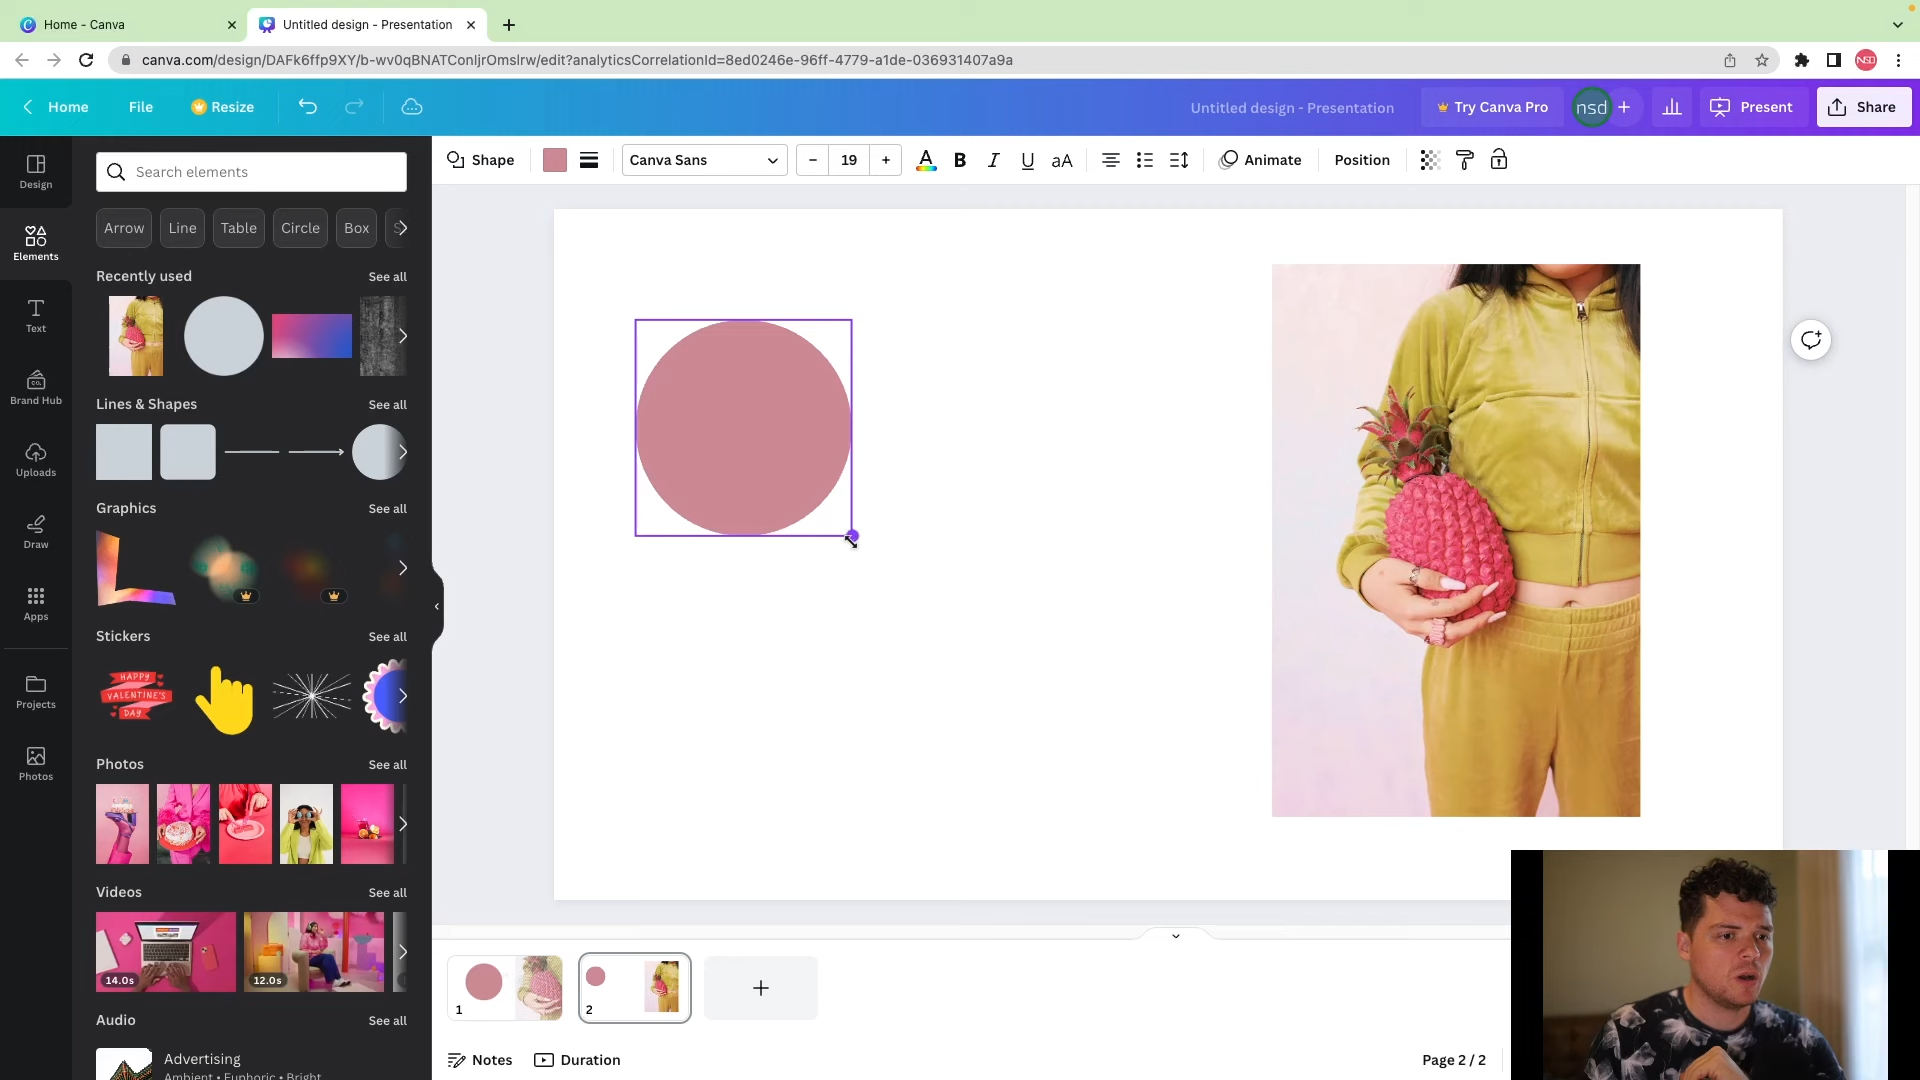 Home - Canva
Untitled design - Presentation
canva.com/design/DAFk6ffp9XY/b-wv0qBNATConIjrOmslrw/edit?analyticsCorrelationId=8ed0246e-96ff-4779-a1de-036931407a9a
NSD
Home
File
Resize
Untitled design - Presentation
Try Canva Pro
nsd
Present
Share
Design
Elements
Text
Brand Hub
Uploads
Draw
Apps
Projects
Photos
Search elements
Arrow
Line
Table
Circle
Box
Recently used
See all
Lines & Shapes
See all
Graphics
See all
Stickers
See all
HAPPY
VALENTINE'S
DAY
Photos
See all
Videos
See all
14.0s
12.0s
Audio
See all
Advertising
Ambient • Euphoric • Bright
Shape
Canva Sans
– 19 +
A B I U aA
Animate
Position
1
2
Notes
Duration
Page 2 / 2